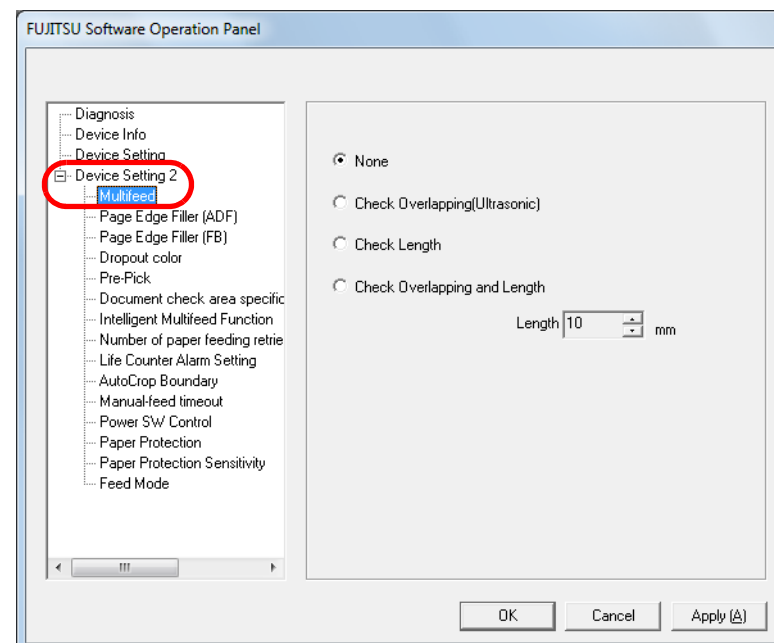 FUJITSU Software Operation Panel
Diagnosis
Device Info
Device Setting
Device Setting 2
Multifeed
Page Edge Filler (ADF)
Page Edge Filler (FB)
Dropout color
Pre-Pick
Document check area specific
Intelligent Multifeed Function
Number of paper feeding retrie
Life Counter Alarm Setting
AutoCrop Boundary
Manual-feed timeout
Power SW Control
Paper Protection
Paper Protection Sensitivity
Feed Mode
None
Check Overlapping(Ultrasonic)
Check Length
Check Overlapping and Length
Length 10 mm
OK Cancel Apply (A)